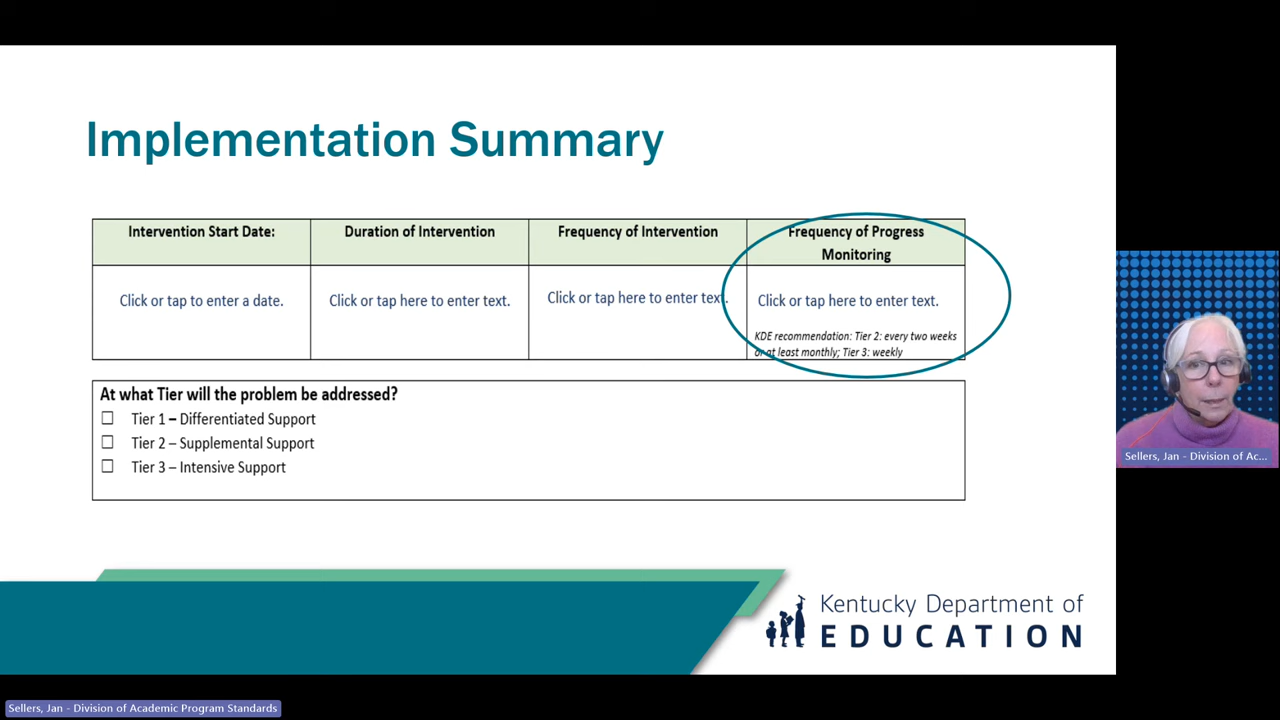 Implementation Summary
Intervention Start Date:
Duration of Intervention
Frequency of Intervention
Frequency of Progress
Monitoring
Click or tap to enter a date.
Click or tap here to enter text.
Click or tap here to enter text.
Click or tap here to enter text.
KDE recommendation: Tier 2: every two weeks
or at least monthly; Tier 3: weekly
At what Tier will the problem be addressed?
☐ Tier 1 – Differentiated Support
☐ Tier 2 – Supplemental Support
☐ Tier 3 – Intensive Support
Kentucky Department of
EDUCATION
Sellers, Jan - Division of Ac...
Sellers, Jan - Division of Academic Program Standards